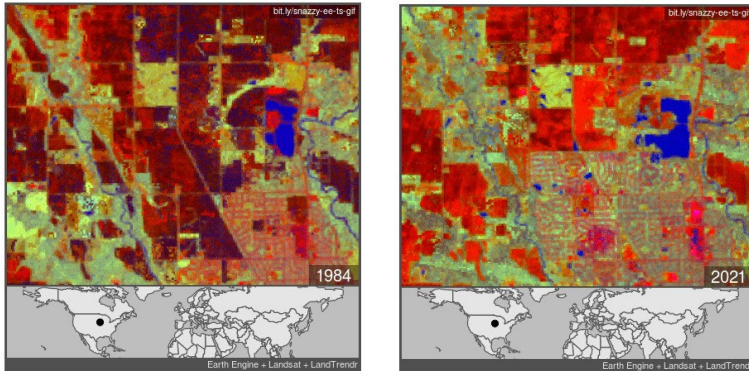 bit.ly/snazzy-ee-ts-gif
1984
Earth Engine + Landsat + LandTrendr
bit.ly/snazzy-ee-ts-gif
2021
Earth Engine + Landsat + LandTrendr